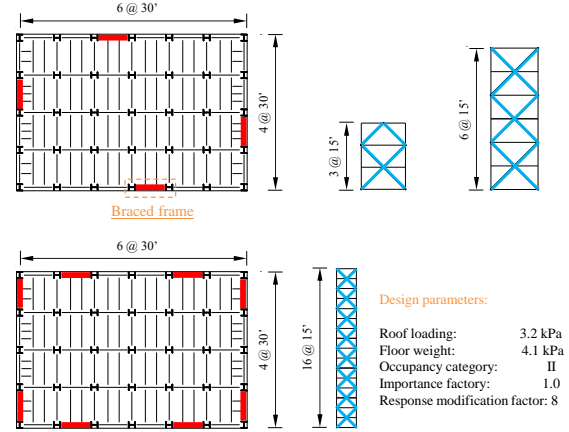 6 @ 30'
4 @ 30'
3 @ 15'
6 @ 15'
Braced frame
6 @ 30'
4 @ 30'
16 @ 15'
Design parameters:
Roof loading: 3.2 kPa
Floor weight: 4.1 kPa
Occupancy category: II
Importance factory: 1.0
Response modification factor: 8